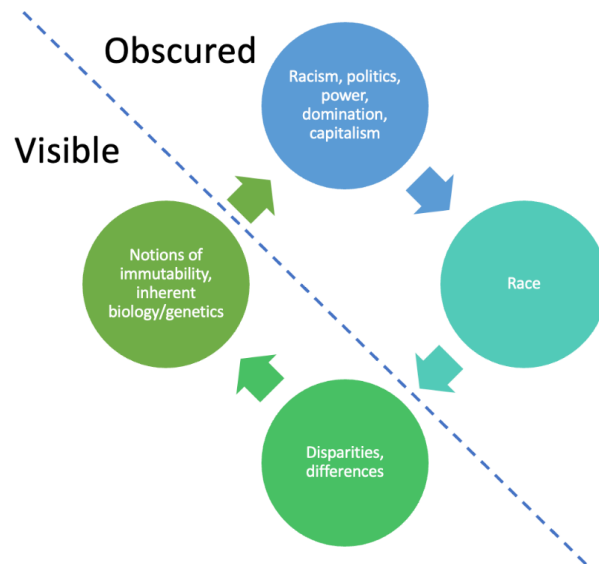 Obscured
Racism, politics,
power,
domination,
capitalism
Visible
Notions of
immutability,
inherent
biology/genetics
Race
Disparities,
differences